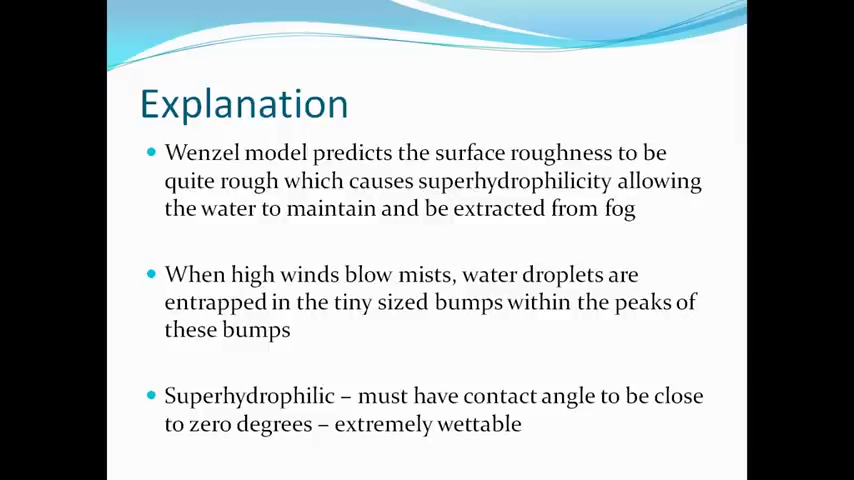 Explanation
• Wenzel model predicts the surface roughness to be
quite rough which causes superhydrophilicity allowing
the water to maintain and be extracted from fog
• When high winds blow mists, water droplets are
entrapped in the tiny sized bumps within the peaks of
these bumps
• Superhydrophilic – must have contact angle to be close
to zero degrees – extremely wettable